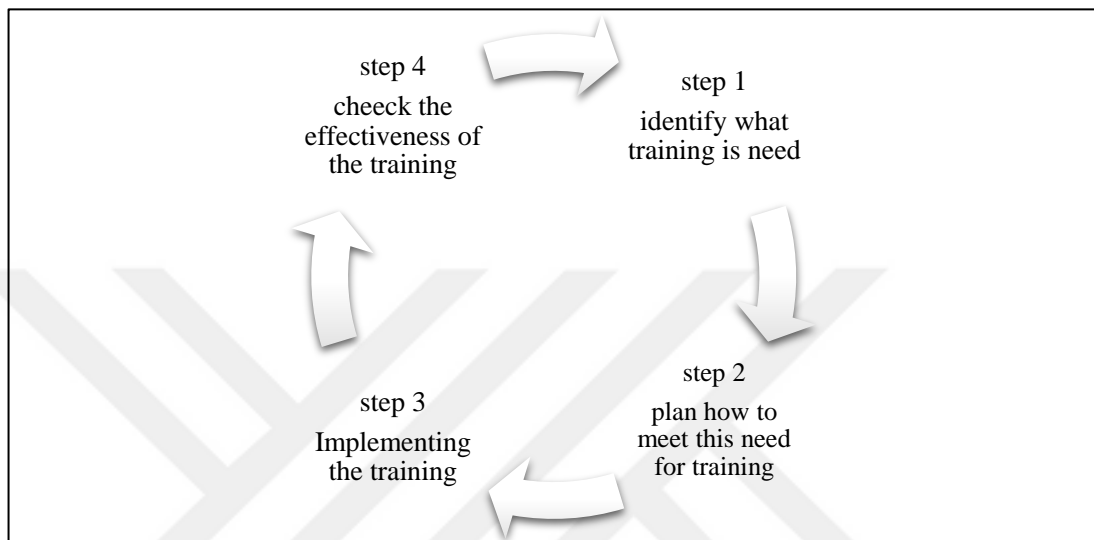 step 1
identify what
training is need
step 2
plan how to
meet this need
for training
step 3
Implementing
the training
step 4
cheeck the
effectiveness of
the training